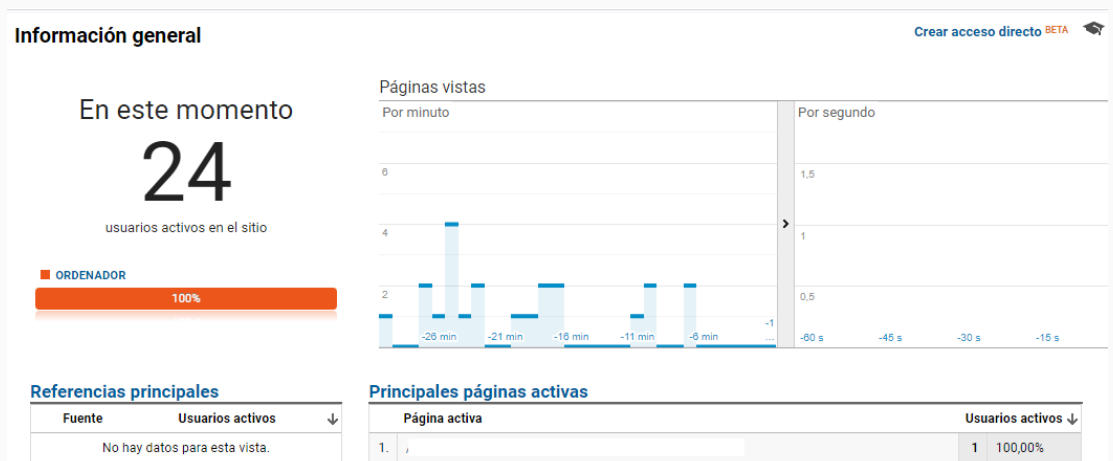 Información general
Crear acceso directo BETA
En este momento
24
usuarios activos en el sitio
ORDENADOR
100%
Páginas vistas
Por minuto
6
4
2
-26 min
-21 min
-16 min
-11 min
-6 min
-1
...
Por segundo
1,5
1
0,5
-60 s
-45 s
-30 s
-15 s
Referencias principales
Fuente Usuarios activos
No hay datos para esta vista.
Principales páginas activas
Página activa Usuarios activos
1. / 1 100,00%